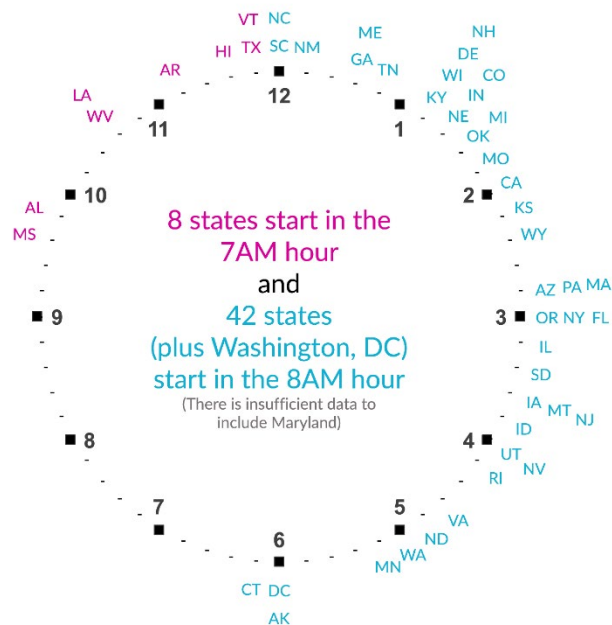 VT NC
HI TX SC NM
ME
GA TN
NH
DE
WI CO
KY IN
NE MI
OK
MO
CA
KS
WY
AZ PA MA
OR NY FL
IL
SD
IA MT NJ
ID
UT NV
RI
VA
ND
WA
MN
CT DC
AK
MS
AL
WV
LA
AR
12
1
2
3
4
5
6
7
8
9
10
11
8 states start in the
7AM hour
and
42 states
(plus Washington, DC)
start in the 8AM hour
(There is insufficient data to
include Maryland)